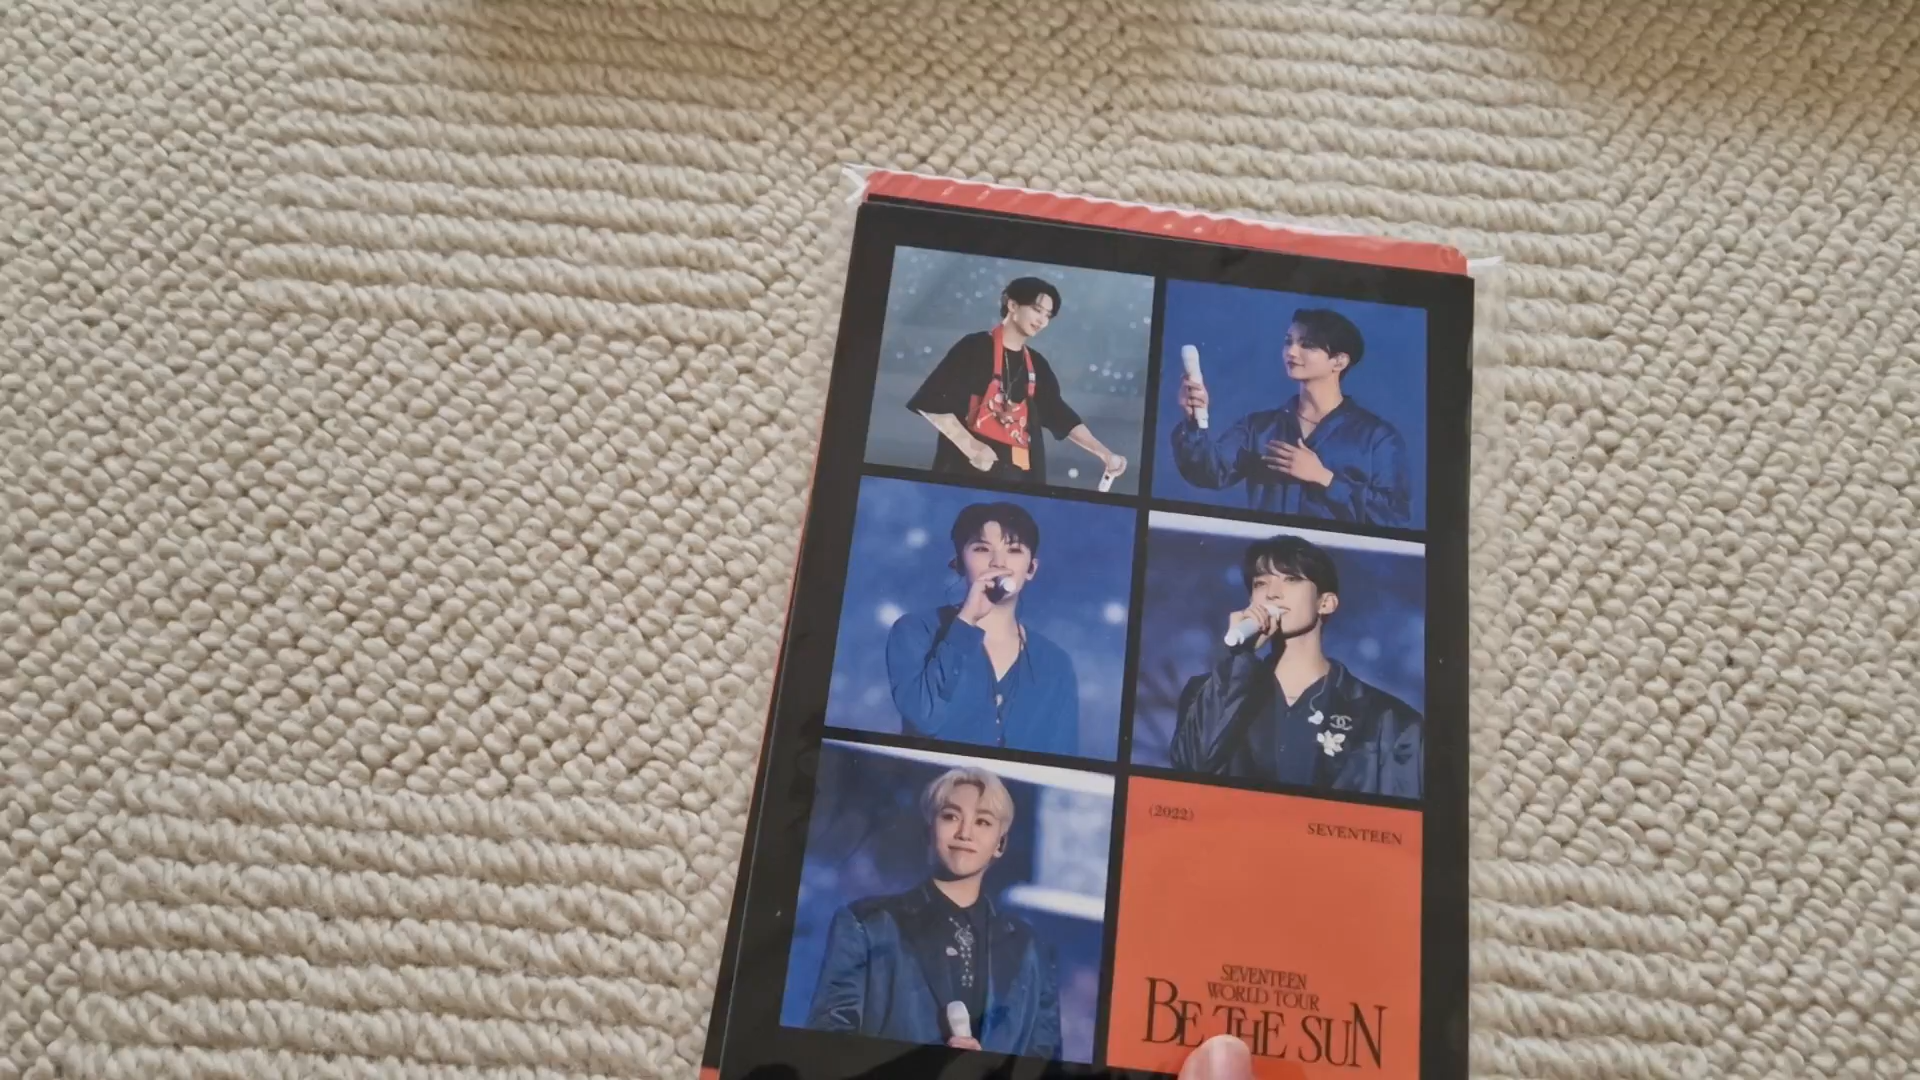 (2022)
SEVENTEEN
SEVENTEEN
WORLD TOUR
BE THE SUN